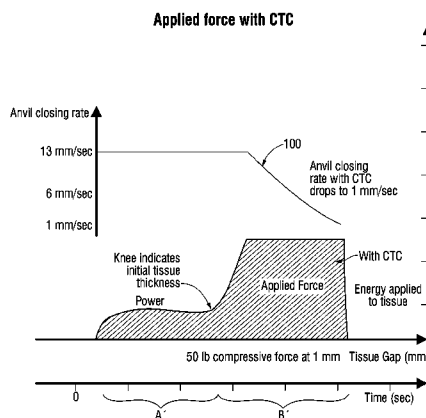 Applied force with CTC
Anvil closing rate
13 mm/sec
6 mm/sec
1 mm/sec
100
Anvil closing
rate with CTC
drops to 1 mm/sec
Knee indicates
initial tissue
thickness
Power
With CTC
Applied Force
Energy applied
to tissue
50 lb compressive force at 1 mm
Tissue Gap (mm
0
Time (sec)
A´
B´